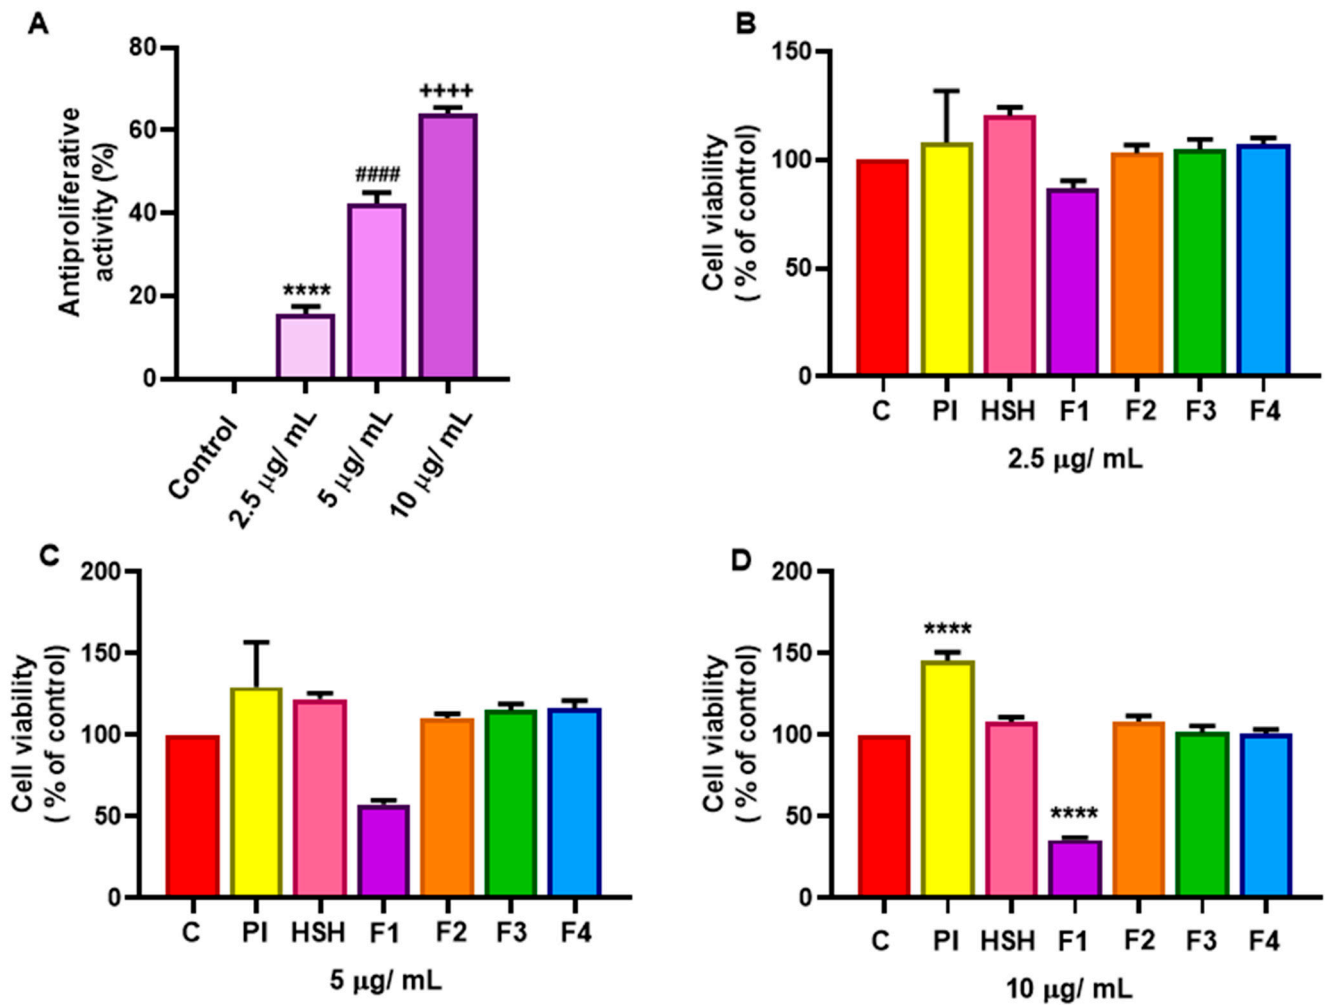 A
Antiproliferative
activity (%)
80
60
40
20
0
****
####
++++
Control
2.5 μg/ mL
5 μg/ mL
10 μg/ mL
B
Cell viability
( % of control)
150
100
50
0
C PI HSH F1 F2 F3 F4
2.5 μg/ mL
C
Cell viability
( % of control)
200
150
100
50
0
C PI HSH F1 F2 F3 F4
5 μg/ mL
D
Cell viability
( % of control)
200
150
100
50
0
****
****
C PI HSH F1 F2 F3 F4
10 μg/ mL